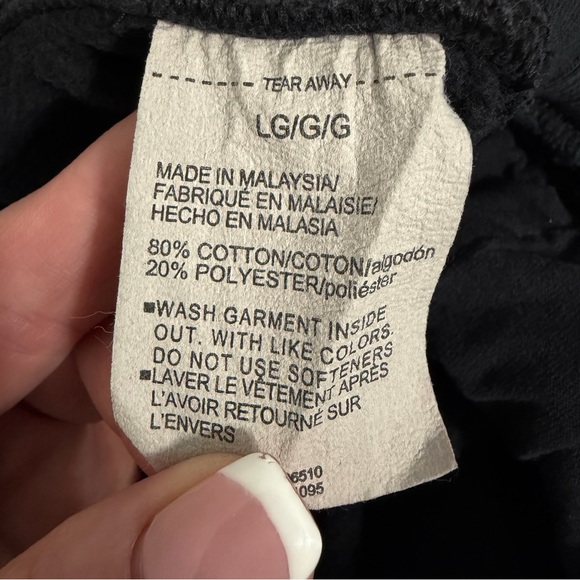 TEAR AWAY
LG/G/G
MADE IN MALAYSIA/
FABRIQUÉ EN MALAISIE/
HECHO EN MALASIA
80% COTTON/COTON/algodón
20% POLYESTER/poliéster
▪WASH GARMENT INSIDE
OUT. WITH LIKE COLORS.
DO NOT USE SOFTENERS
▪LAVER LE VÊTEMENT APRÈS
L'AVOIR RETOURNÉ SUR
L'ENVERS